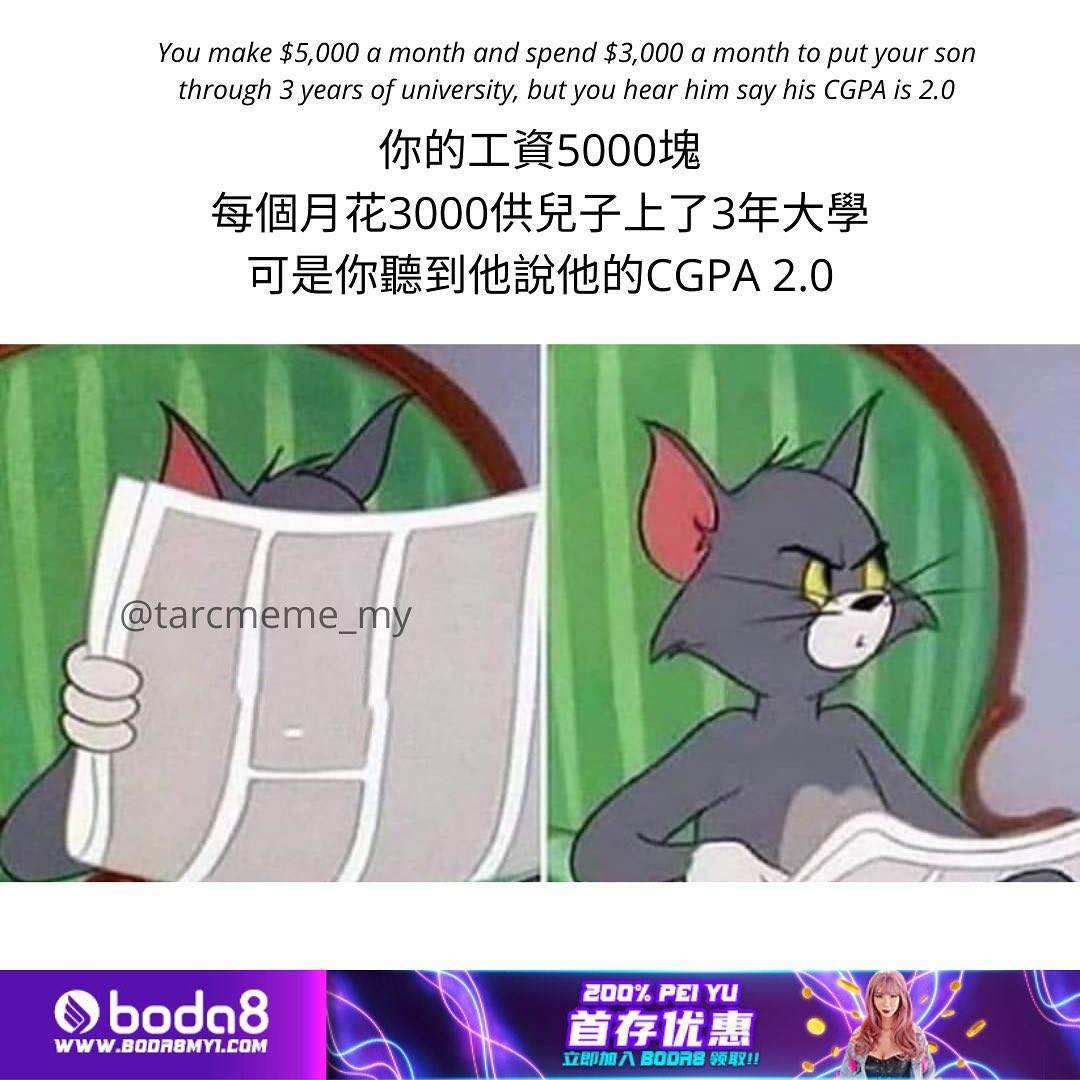 You make $5,000 a month and spend $3,000 a month to put your son
through 3 years of university, but you hear him say his CGPA is 2.0
你的工資5000塊
每個月花3000供兒子上了3年大學
可是你聽到他說他的CGPA 2.0
@tarcmeme_my
boda8
WWW.BODA8MY1.COM
200% PEI YU
首存优惠
立即加入 BODA8 领取!!